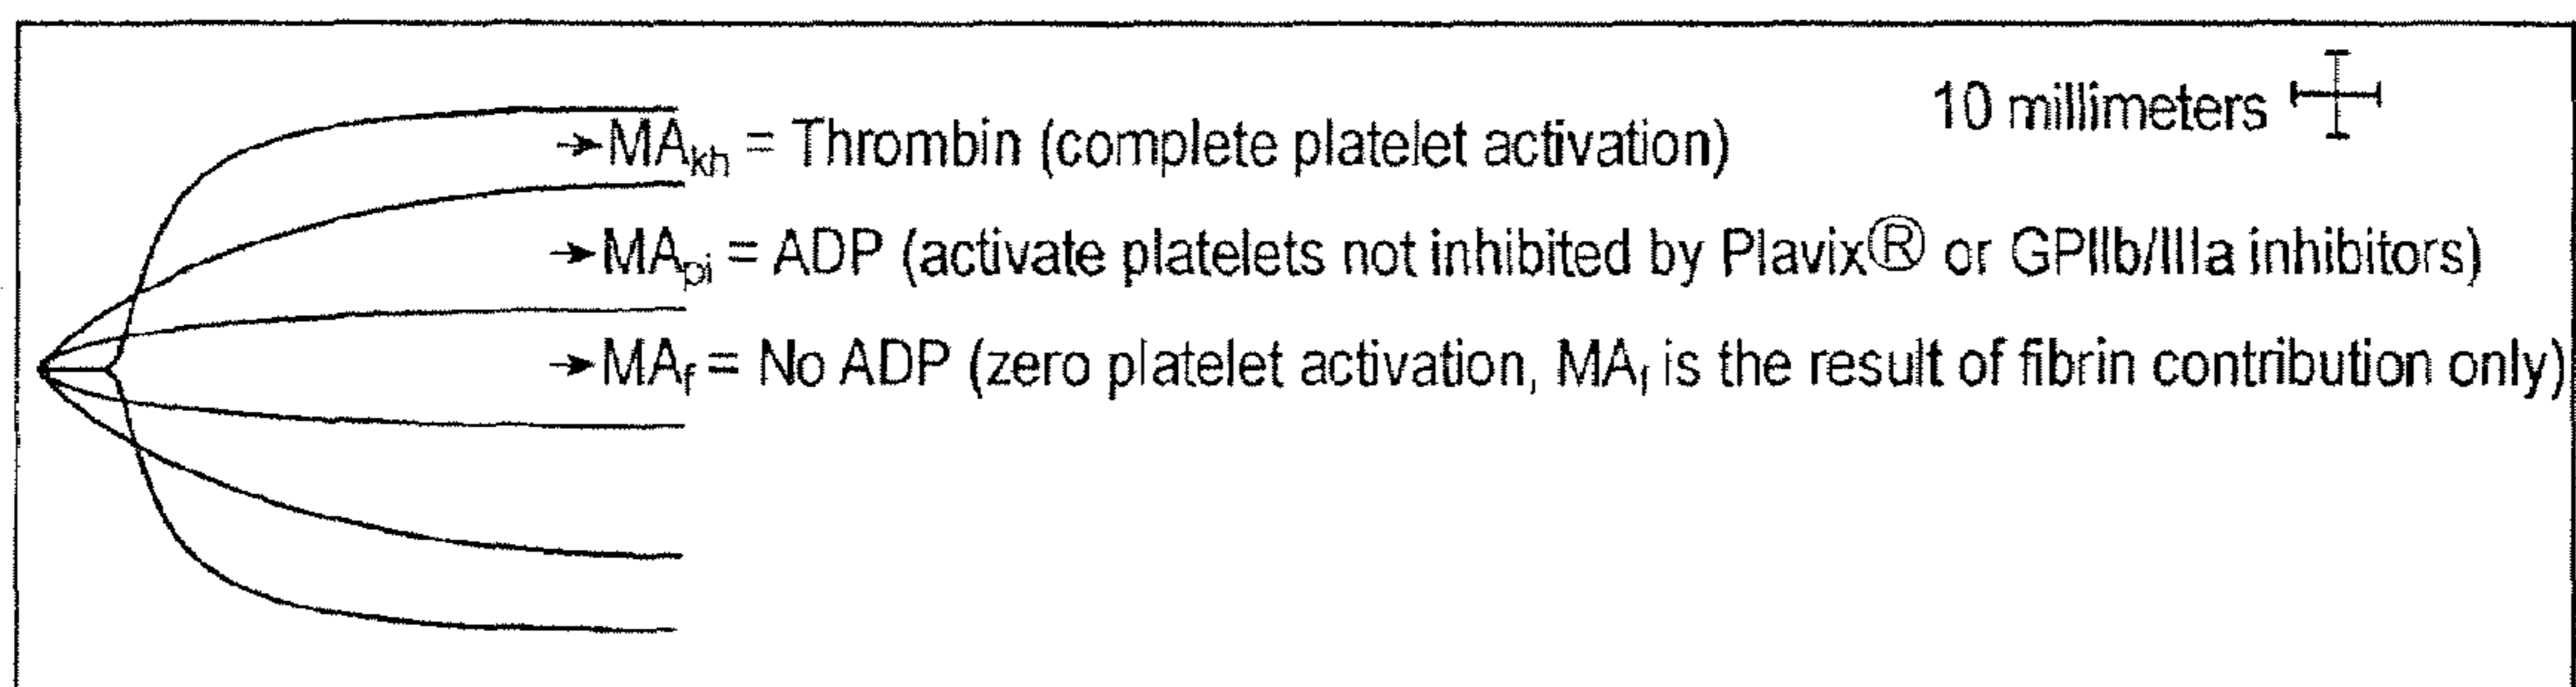 10 millimeters
→MAkh = Thrombin (complete platelet activation)
→MApi = ADP (activate platelets not inhibited by Plavix® or GPIIb/IIIa inhibitors)
→MAf = No ADP (zero platelet activation, MAf is the result of fibrin contribution only)